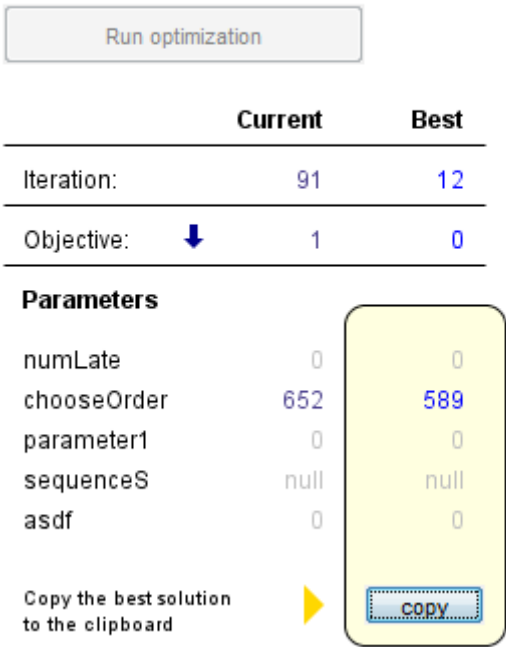 Run optimization
Current Best
Iteration: 91 12
Objective: 1 0
Parameters
numLate 0 0
chooseOrder 652 589
parameter1 0 0
sequenceS null null
asdf 0 0
Copy the best solution
to the clipboard
copy